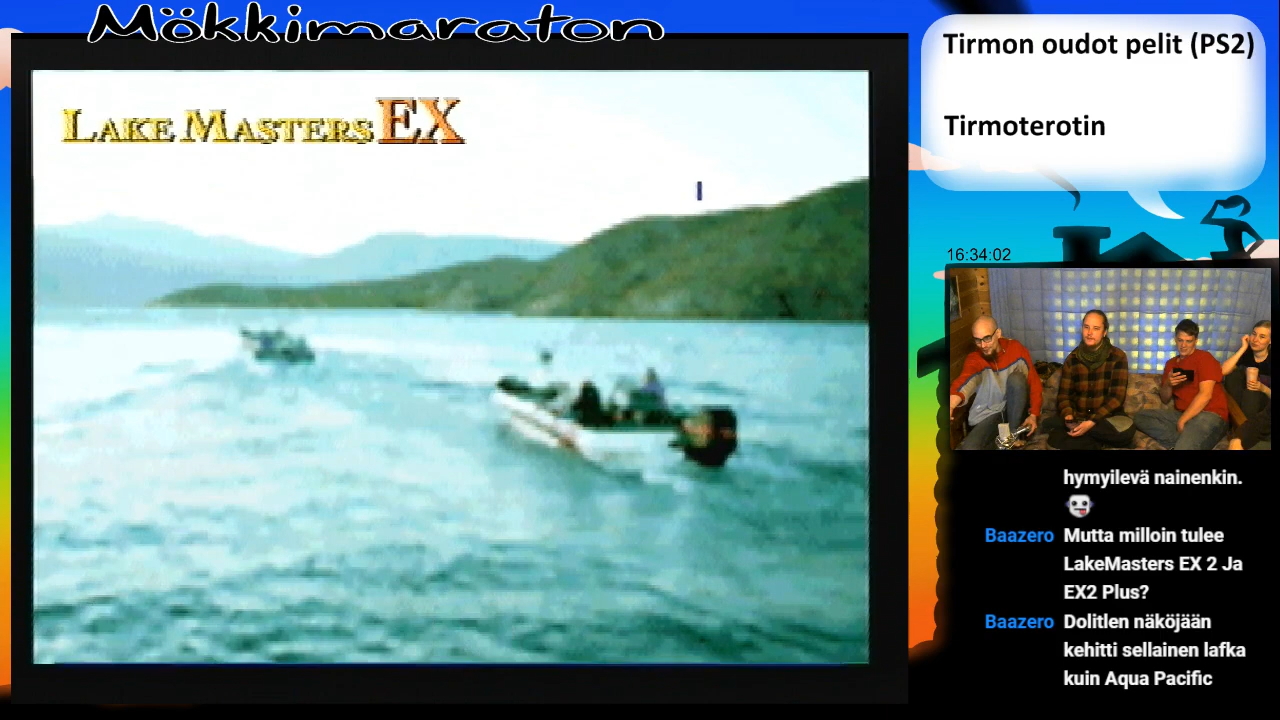 Mökkimaraton
LAKE MASTERS EX
Tirmon oudot pelit (PS2)
Tirmoterotin
16:34:02
hymyilevä nainenkin.
Baazero Mutta milloin tulee
LakeMasters EX 2 Ja
EX2 Plus?
Baazero Dolitlen näköjään
kehitti sellainen lafka
kuin Aqua Pacific